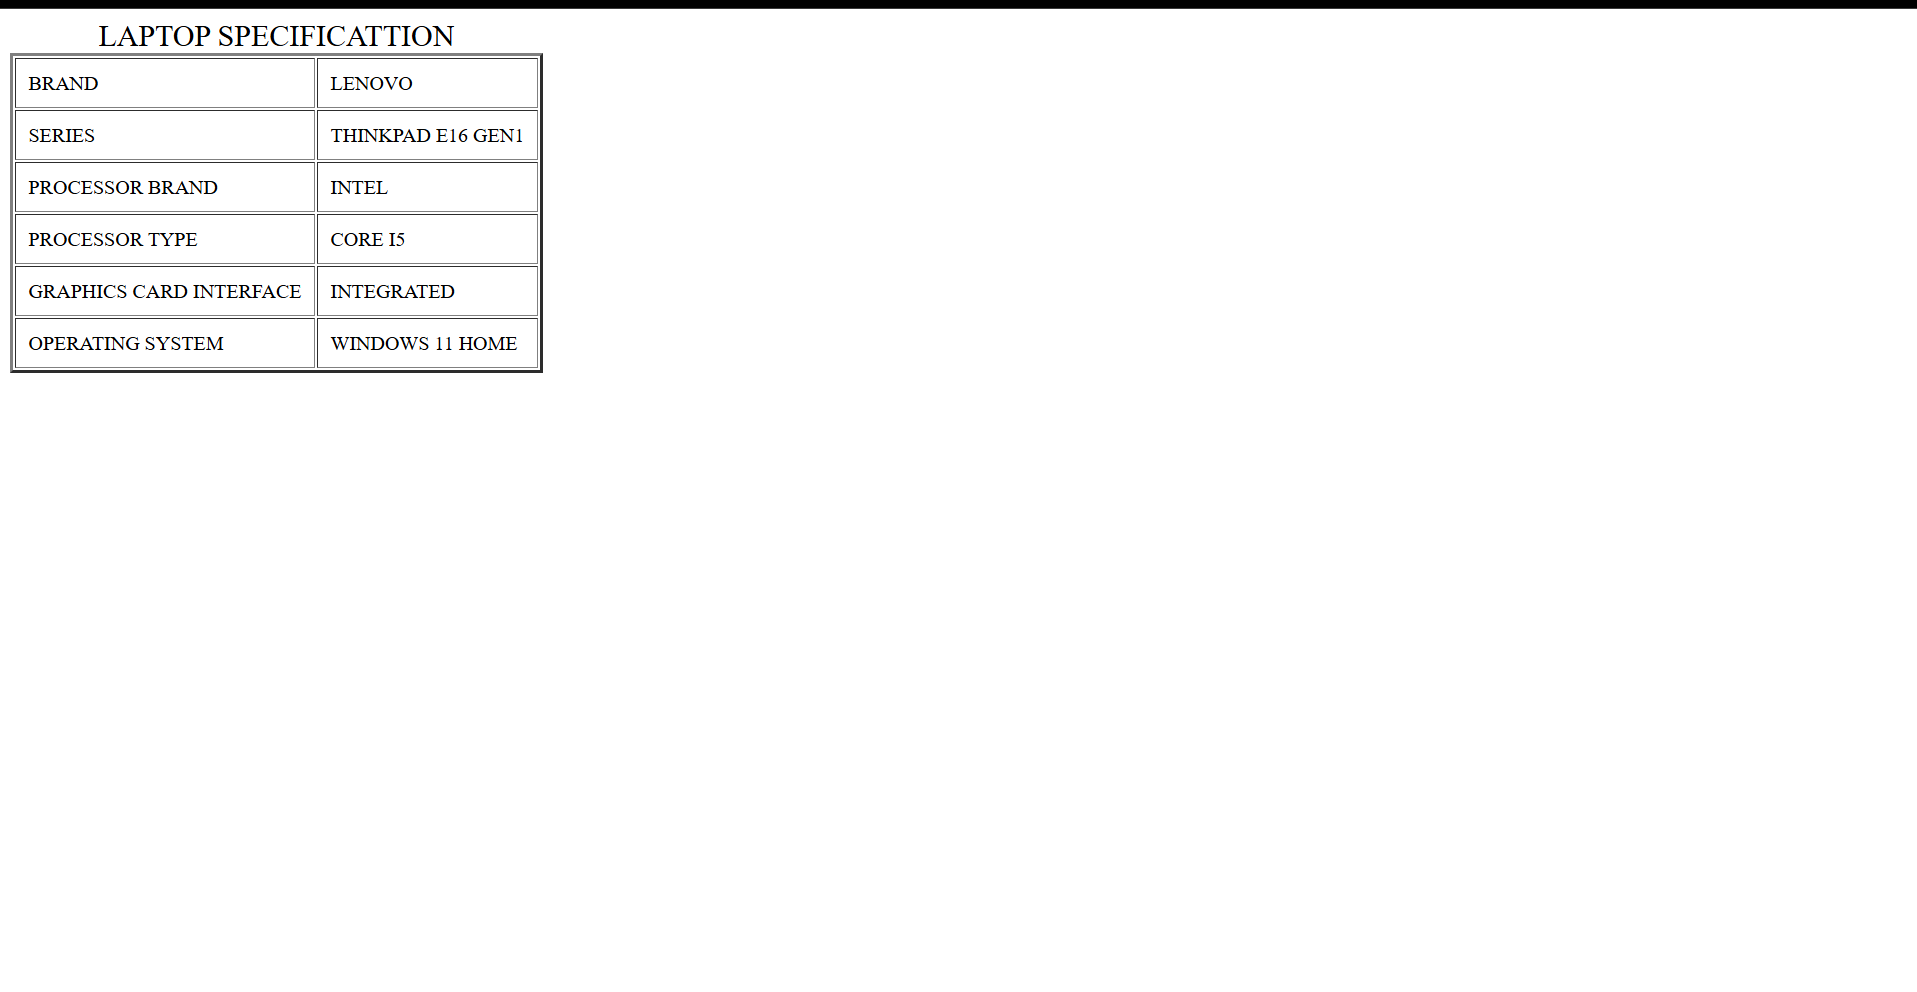 LAPTOP SPECIFICATTION
BRAND LENOVO
SERIES THINKPAD E16 GEN1
PROCESSOR BRAND INTEL
PROCESSOR TYPE CORE I5
GRAPHICS CARD INTERFACE INTEGRATED
OPERATING SYSTEM WINDOWS 11 HOME